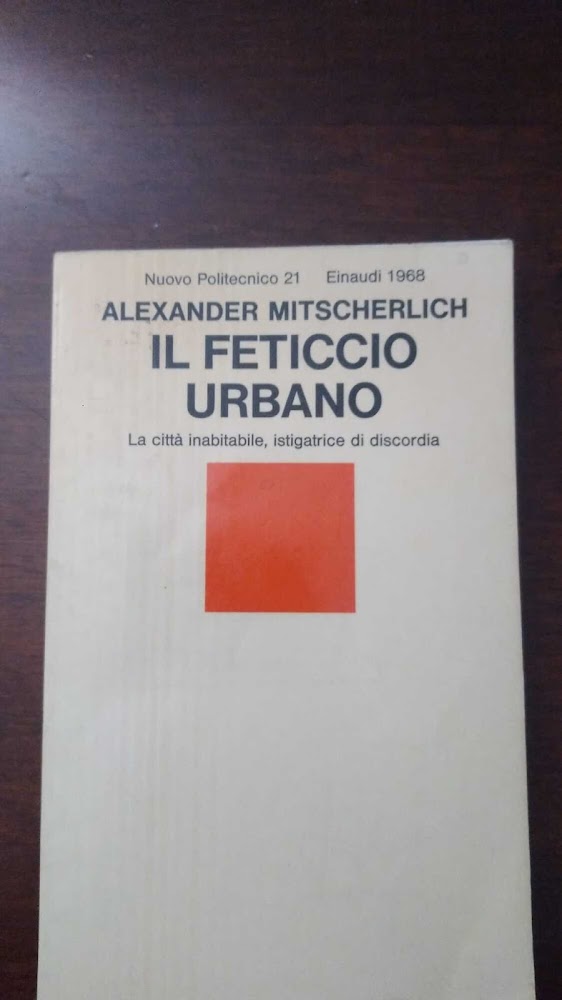 Nuovo Politecnico 21 Einaudi 1968
ALEXANDER MITSCHERLICH
IL FETICCIO
URBANO
La città inabitabile, istigatrice di discordia